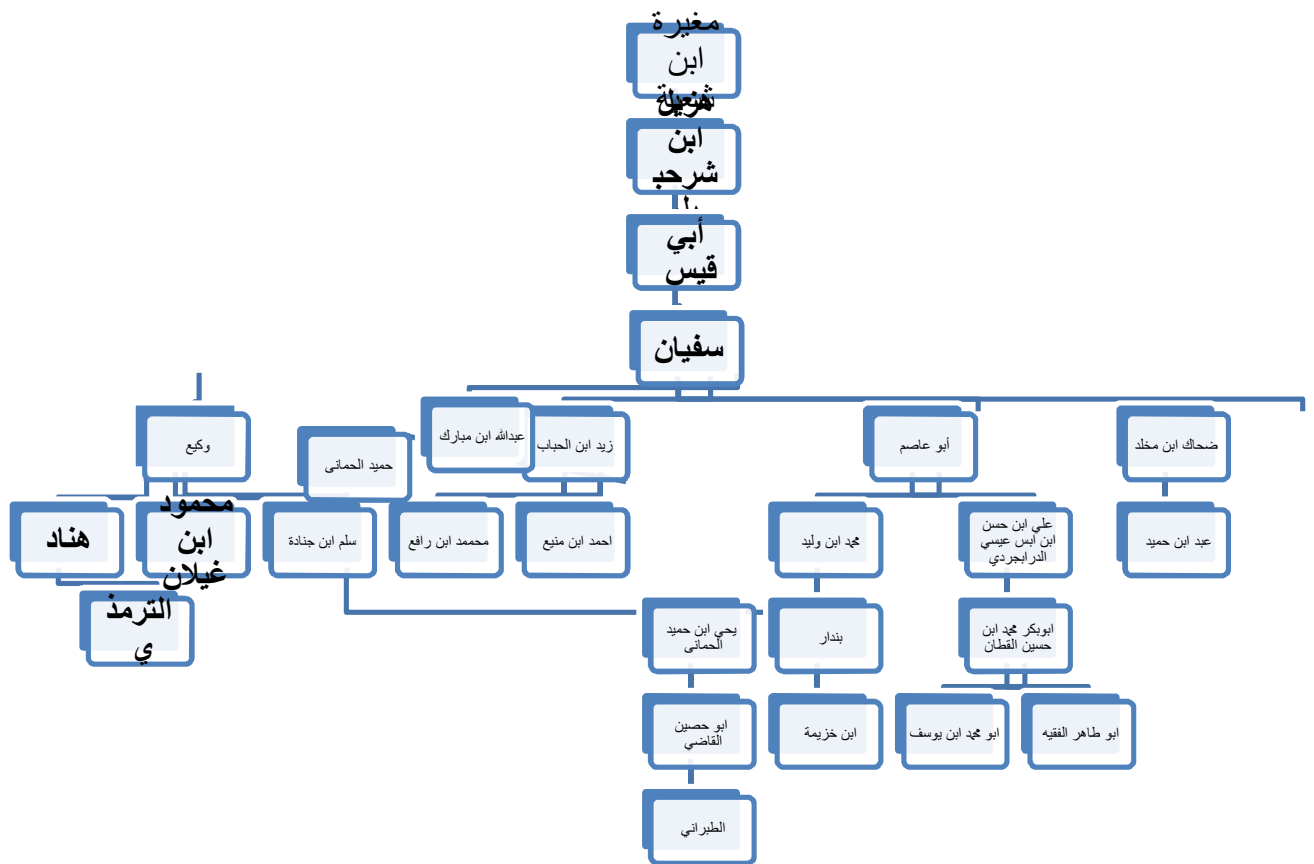 مغيرة
ابن
هزيل
ابن
شرحب
يل
أبي
قيس
سفيان
ضحاك ابن مخلد
أبو عاصم
زيد ابن الحباب
عبدالله ابن مبارك
حميد الحمانى
وكيع
عبد ابن حميد
علي ابن حسن
ابن ابس عيسي
الدرابجردي
محمد ابن وليد
احمد ابن منيع
مممد ابن رافع
سلم ابن جنادة
محمود
ابن
غيلان
هناد
ابوبكر محمد ابن
حسين القطان
بندار
يحي ابن حميد
الحمانى
الترمذ
ي
ابو طاهر الفقيه
ابو محمد ابن يوسف
ابن خزيمة
ابو حصين
القاضي
الطبراني